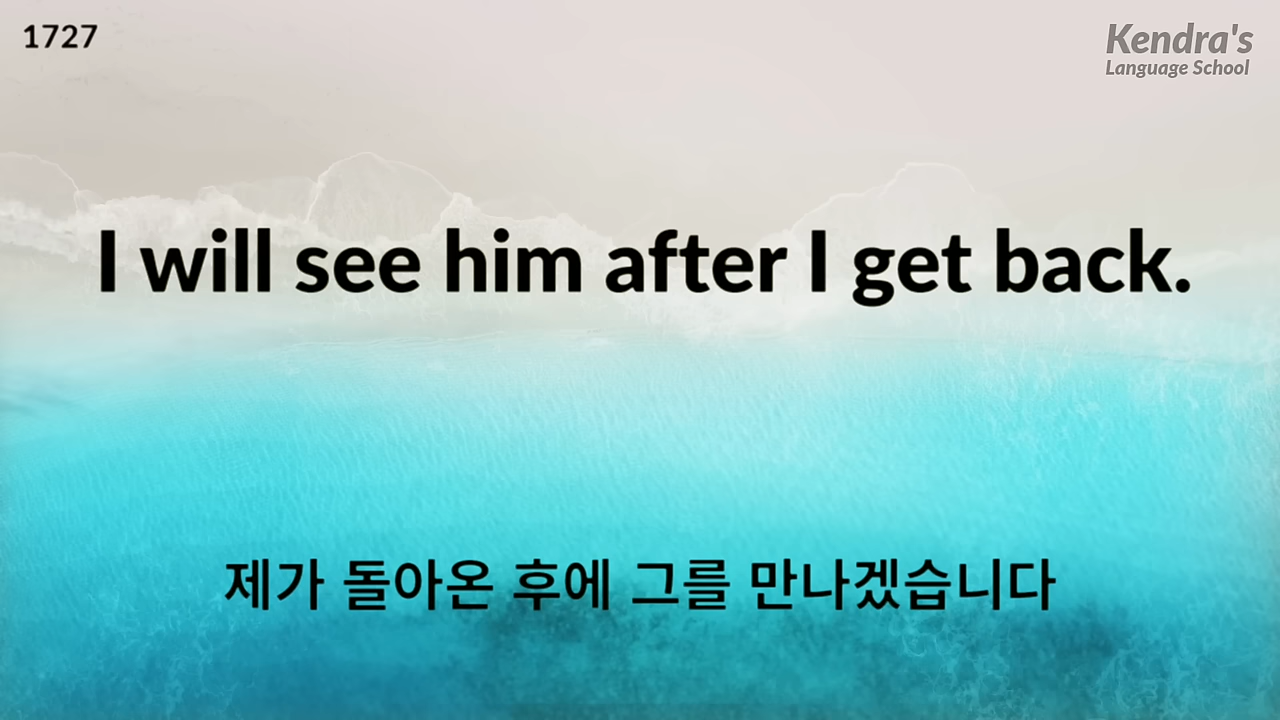 1727
Kendra's
Language School
I will see him after I get back.
제가 돌아온 후에 그를 만나겠습니다